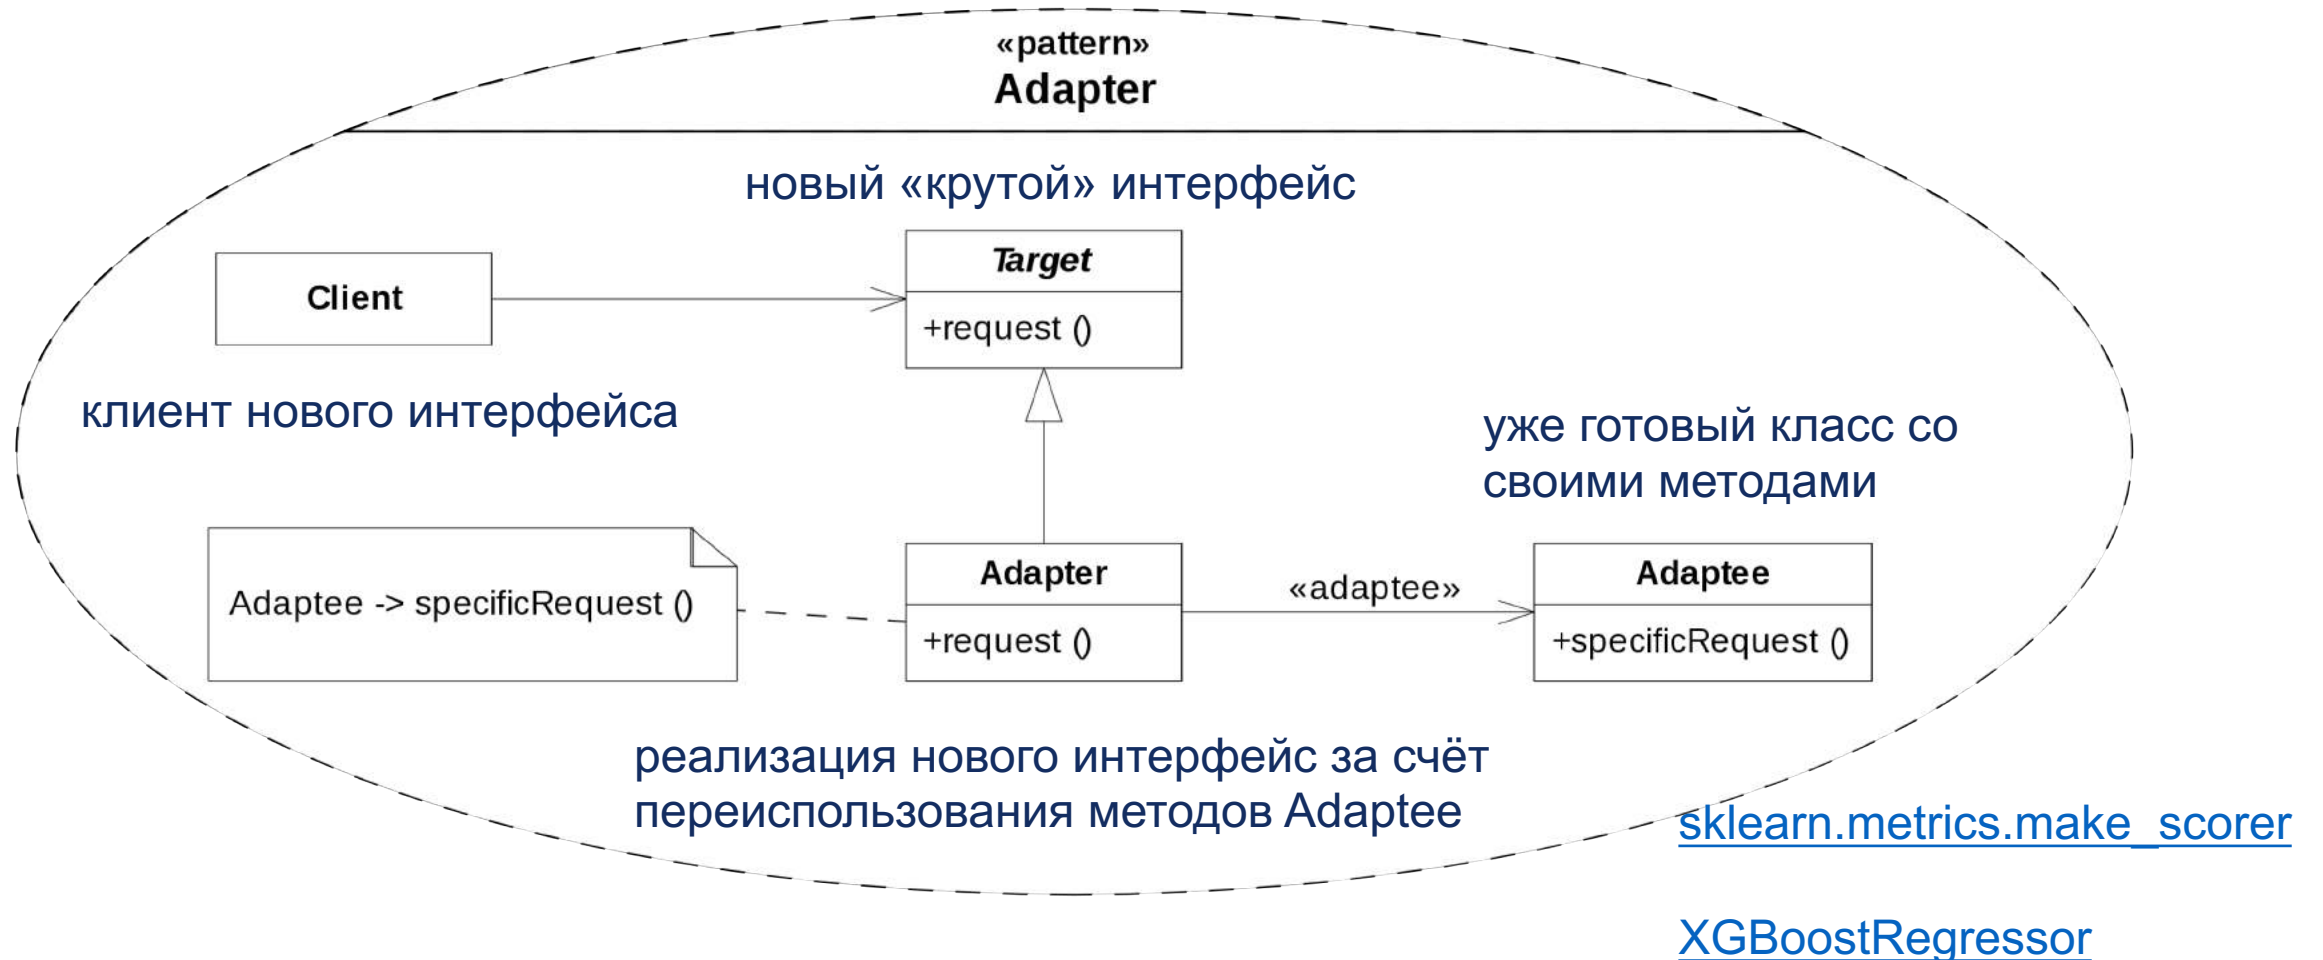 «pattern»
Adapter
новый «крутой» интерфейс
Client
Target
+request ()
клиент нового интерфейса
уже готовый класс со
своими методами
Adaptee -> specificRequest ()
Adapter
+request ()
«adaptee»
Adaptee
+specificRequest ()
реализация нового интерфейс за счёт
переиспользования методов Adaptee
sklearn.metrics.make_scorer
XGBoostRegressor